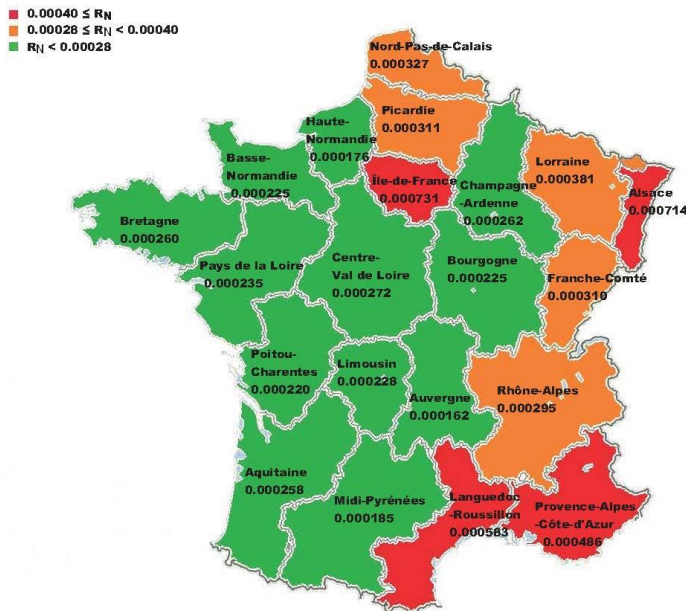 0.00040 ≤ RN
0.00028 ≤ RN < 0.00040
RN < 0.00028
Nord-Pas-de-Calais
0.000327
Picardie
0.000311
Haute-
Normandie
0.000176
Basse-
Normandie
0.000225
Île-de-France
0.000731
Champagne
-Ardenne
0.000262
Lorraine
0.000381
Alsace
0.000714
Bretagne
0.000260
Pays de la Loire
0.000235
Centre-
Val de Loire
0.000272
Bourgogne
0.000225
Franche-Comté
0.000310
Poitou-
Charentes
0.000220
Limousin
0.000228
Auvergne
0.000162
Rhône-Alpes
0.000295
Aquitaine
0.000258
Midi-Pyrénées
0.000185
Languedoc
-Roussillon
0.000583
Provence-Alpes
-Côte-d'Azur
0.000486